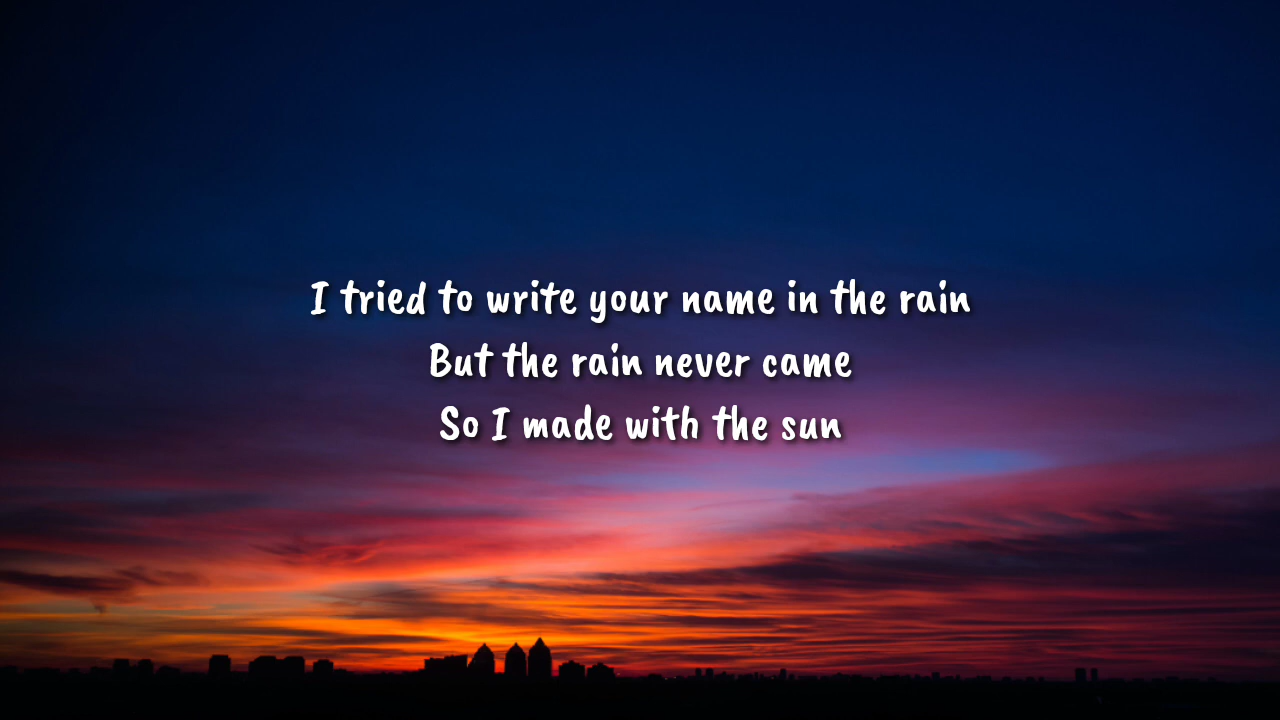 I tried to write your name in the rain
But the rain never came
So I made with the sun